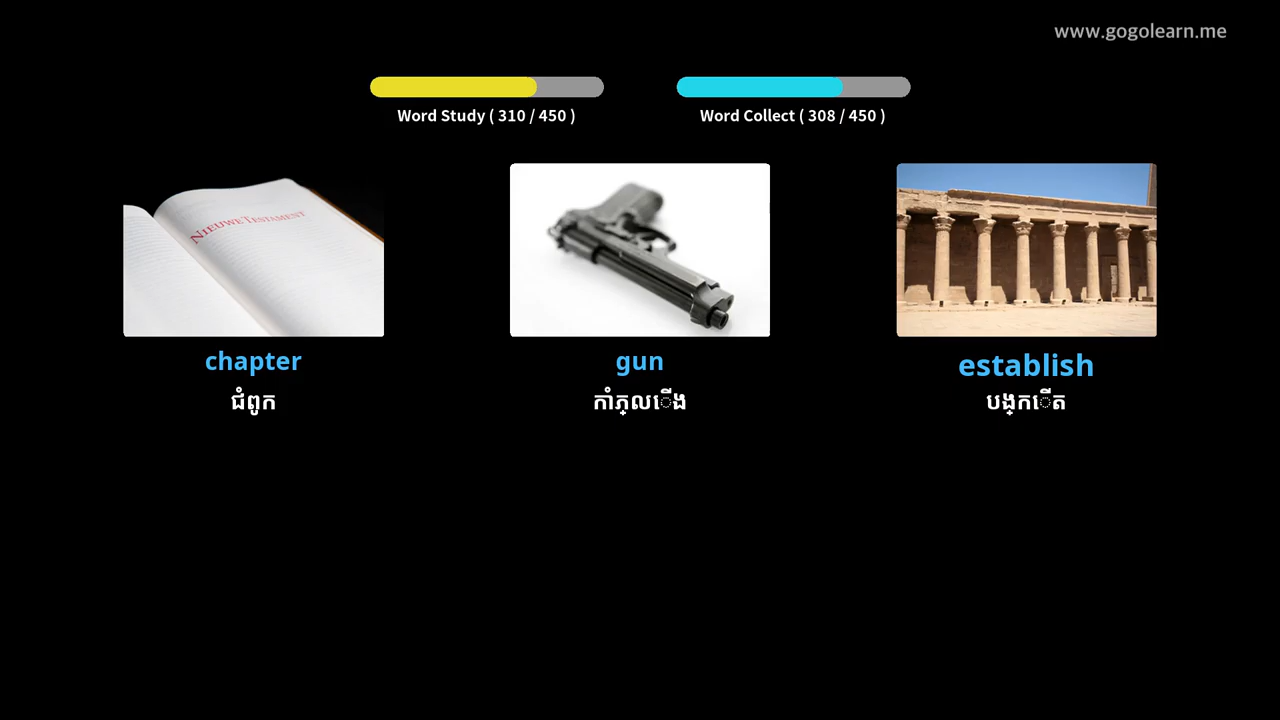 www.gogolearn.me
Word Study ( 310 / 450 )
Word Collect ( 308 / 450 )
NIEUWE TESTAMENT
chapter
gun
establish
ជំពូក
កាំភ្លើង
បង្កើត